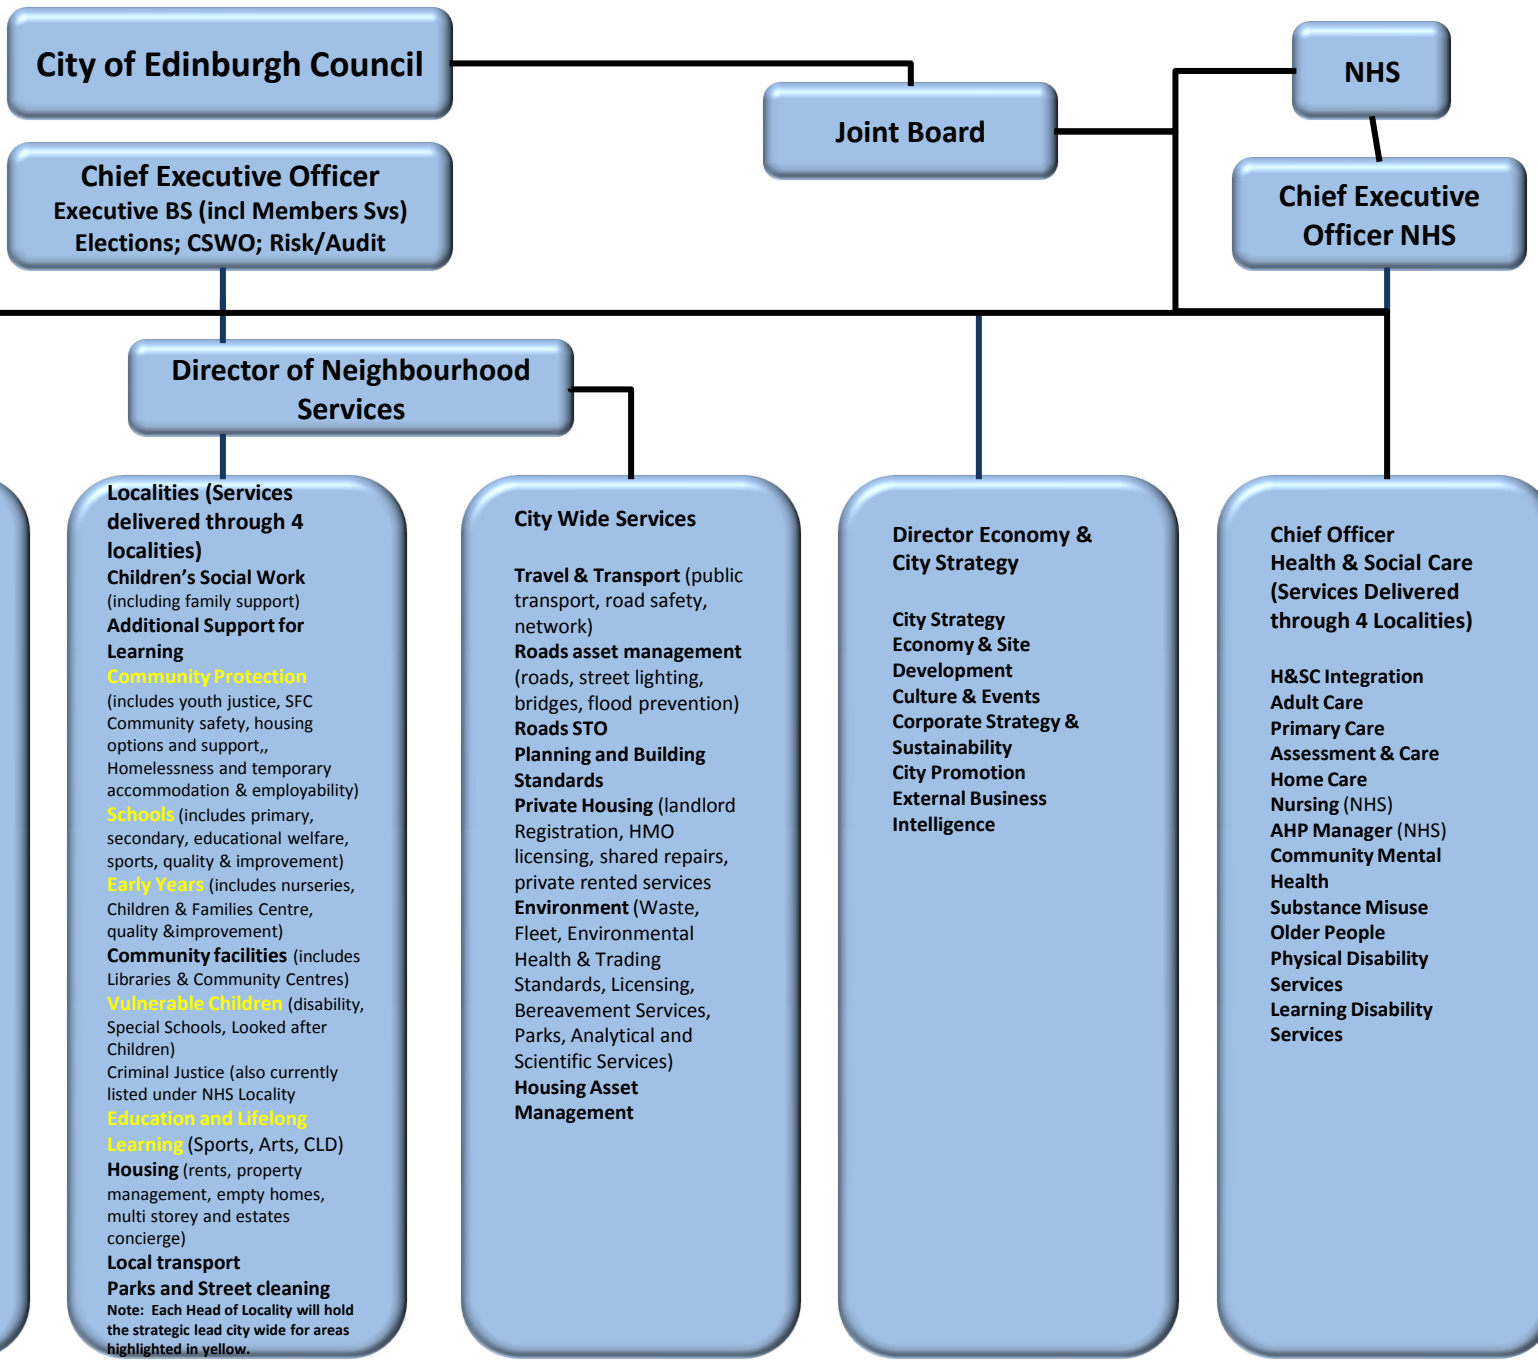 City of Edinburgh Council
NHS
Joint Board
Chief Executive Officer
Executive BS (incl Members Svs)
Elections; CSWO; Risk/Audit
Chief Executive
Officer NHS
Director of Neighbourhood
Services
Localities (Services
delivered through 4
localities)
Children’s Social Work
(including family support)
Additional Support for
Learning
Community Protection
(includes youth justice, SFC
Community safety, housing
options and support,,
Homelessness and temporary
accommodation & employability)
Schools (includes primary,
secondary, educational welfare,
sports, quality & improvement)
Early Years (includes nurseries,
Children & Families Centre,
quality &improvement)
Community facilities (includes
Libraries & Community Centres)
Vulnerable Children (disability,
Special Schools, Looked after
Children)
Criminal Justice (also currently
listed under NHS Locality
Education and Lifelong
Learning (Sports, Arts, CLD)
Housing (rents, property
management, empty homes,
multi storey and estates
concierge)
Local transport
Parks and Street cleaning
Note: Each Head of Locality will hold
the strategic lead city wide for areas
highlighted in yellow.
City Wide Services
Travel & Transport (public
transport, road safety,
network)
Roads asset management
(roads, street lighting,
bridges, flood prevention)
Roads STO
Planning and Building
Standards
Private Housing (landlord
Registration, HMO
licensing, shared repairs,
private rented services
Environment (Waste,
Fleet, Environmental
Health & Trading
Standards, Licensing,
Bereavement Services,
Parks, Analytical and
Scientific Services)
Housing Asset
Management
Director Economy &
City Strategy
City Strategy
Economy & Site
Development
Culture & Events
Corporate Strategy &
Sustainability
City Promotion
External Business
Intelligence
Chief Officer
Health & Social Care
(Services Delivered
through 4 Localities)
H&SC Integration
Adult Care
Primary Care
Assessment & Care
Home Care
Nursing (NHS)
AHP Manager (NHS)
Community Mental
Health
Substance Misuse
Older People
Physical Disability
Services
Learning Disability
Services